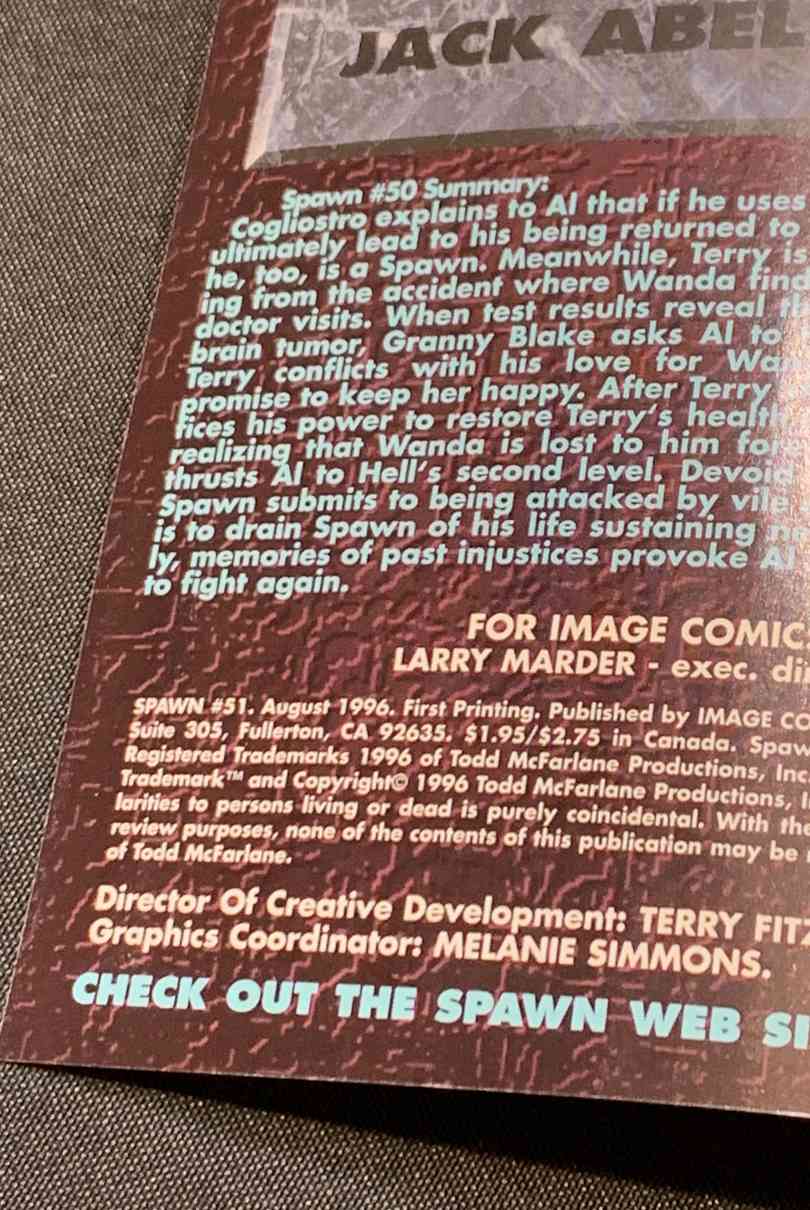 JACK ABEL
Spawn #50 Summary:
Cogliostro explains to Al that if he uses
ultimately lead to his being returned to
he, too, is a Spawn. Meanwhile, Terry is
ing from the accident where Wanda find
doctor visits. When test results reveal th
brain tumor, Granny Blake asks Al to
Terry conflicts with his love for Wan
promise to keep her happy. After Terry
fices his power to restore Terry's health
realizing that Wanda is lost to him for
thrusts Al to Hell's second level. Devoid
Spawn submits to being attacked by vile
is to drain Spawn of his life sustaining
ly, memories of past injustices provoke Al
to fight again.
FOR IMAGE COMIC
LARRY MARDER - exec. di
SPAWN #51. August 1996. First Printing. Published by IMAGE CO
Suite 305, Fullerton, CA 92635. $1.95/$2.75 in Canada. Spaw
Registered Trademarks 1996 of Todd McFarlane Productions, Inc
Trademark™ and Copyright© 1996 Todd McFarlane Productions,
larities to persons living or dead is purely coincidental. With th
review purposes, none of the contents of this publication may be
of Todd McFarlane.
Director Of Creative Development: TERRY FITZ
Graphics Coordinator: MELANIE SIMMONS.
CHECK OUT THE SPAWN WEB SI